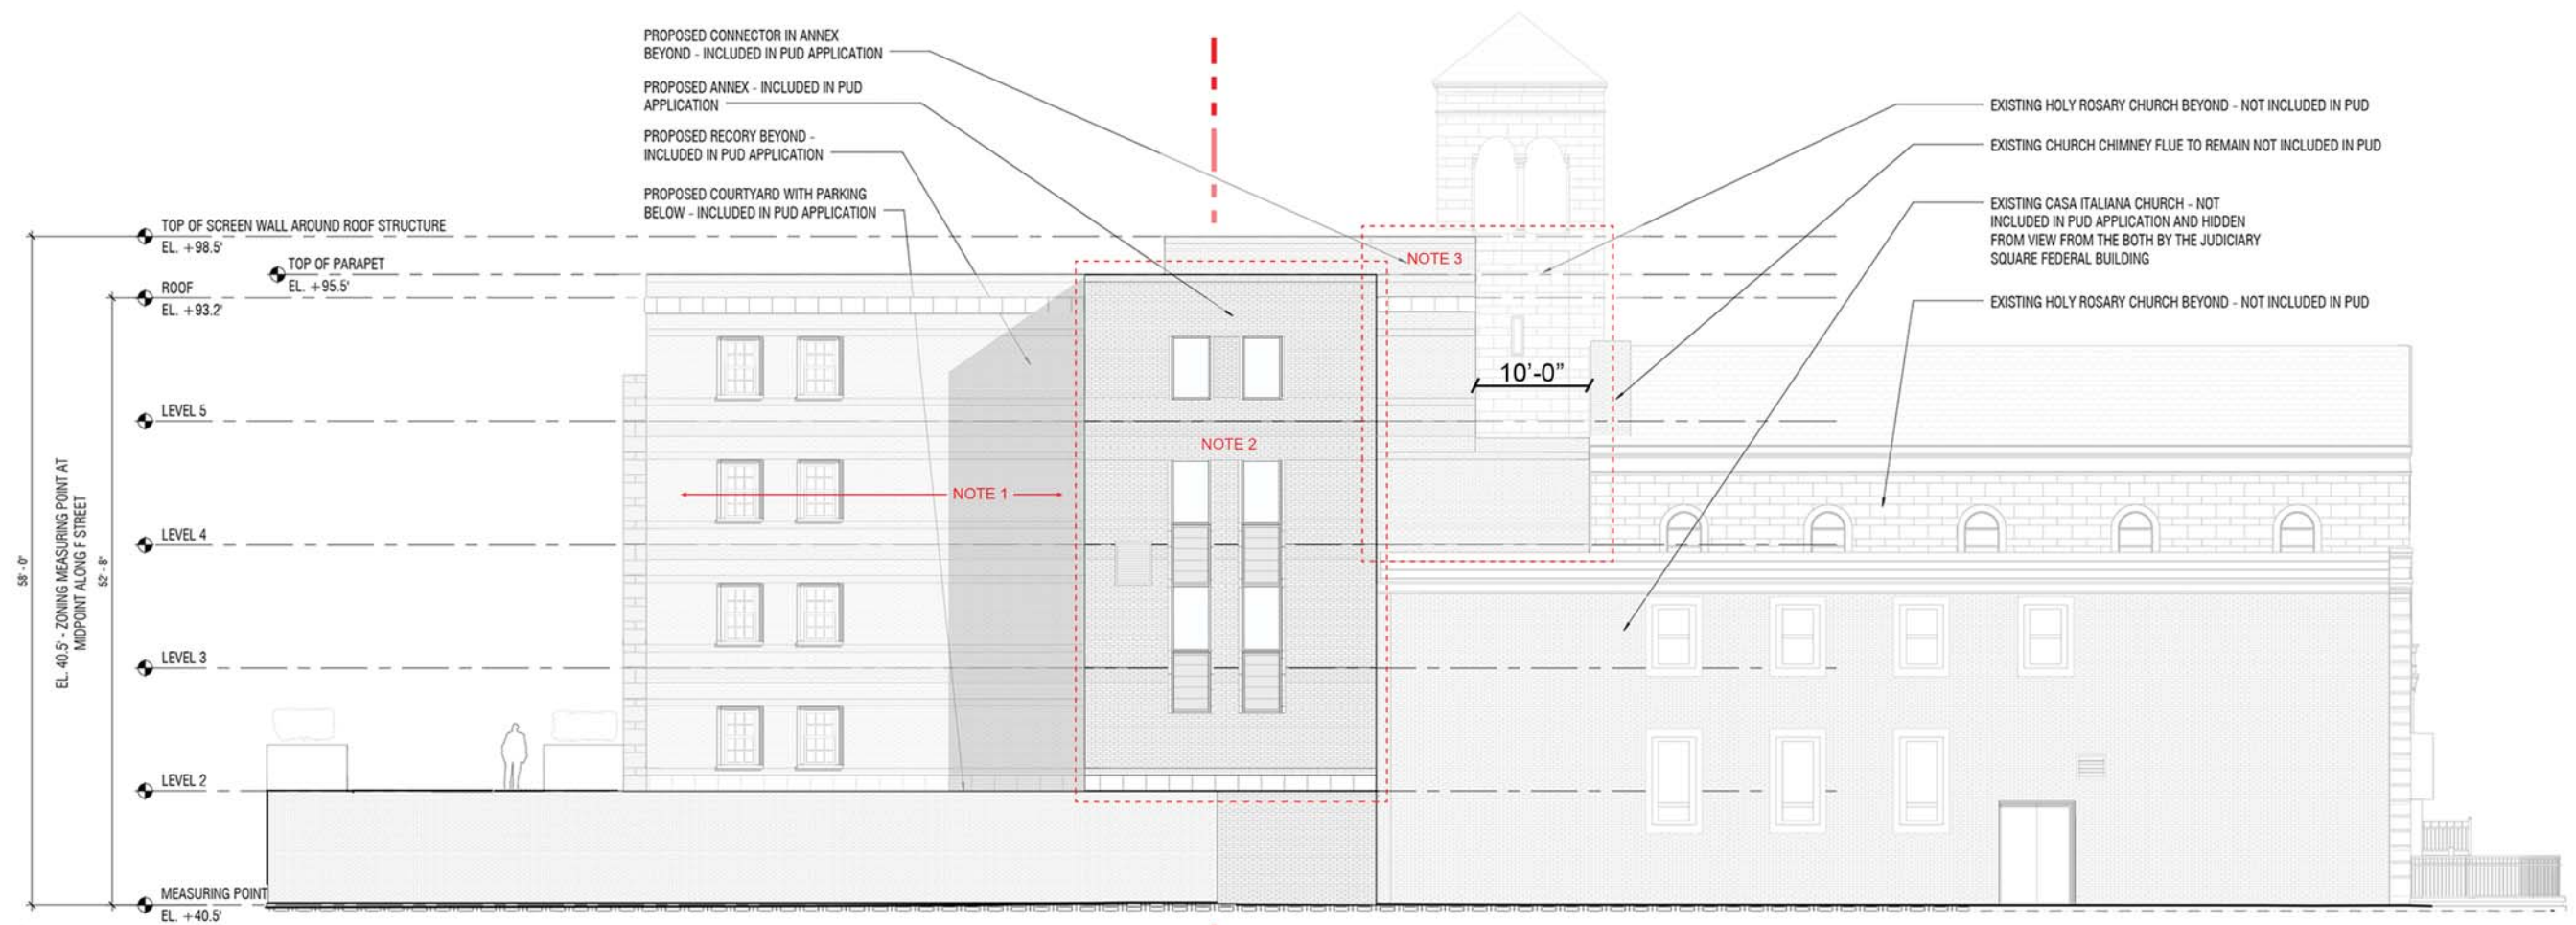 PROPOSED CONNECTOR IN ANNEX
BEYOND - INCLUDED IN PUD APPLICATION
PROPOSED ANNEX - INCLUDED IN PUD
APPLICATION
PROPOSED RECORY BEYOND -
INCLUDED IN PUD APPLICATION
PROPOSED COURTYARD WITH PARKING
BELOW - INCLUDED IN PUD APPLICATION
EXISTING HOLY ROSARY CHURCH BEYOND - NOT INCLUDED IN PUD
EXISTING CHURCH CHIMNEY FLUE TO REMAIN NOT INCLUDED IN PUD
EXISTING CASA ITALIANA CHURCH - NOT
INCLUDED IN PUD APPLICATION AND HIDDEN
FROM VIEW FROM THE BOTH BY THE JUDICIARY
SQUARE FEDERAL BUILDING
EXISTING HOLY ROSARY CHURCH BEYOND - NOT INCLUDED IN PUD
TOP OF SCREEN WALL AROUND ROOF STRUCTURE
EL. +98.5'
TOP OF PARAPET
EL. +95.5'
ROOF
EL. +93.2'
NOTE 3
10'-0"
LEVEL 5
NOTE 2
NOTE 1
LEVEL 4
LEVEL 3
LEVEL 2
MEASURING POINT
EL. +40.5'
58' - 0"
EL. 40.5' - ZONING MEASURING POINT AT
MIDPOINT ALONG F STREET
52' - 8"